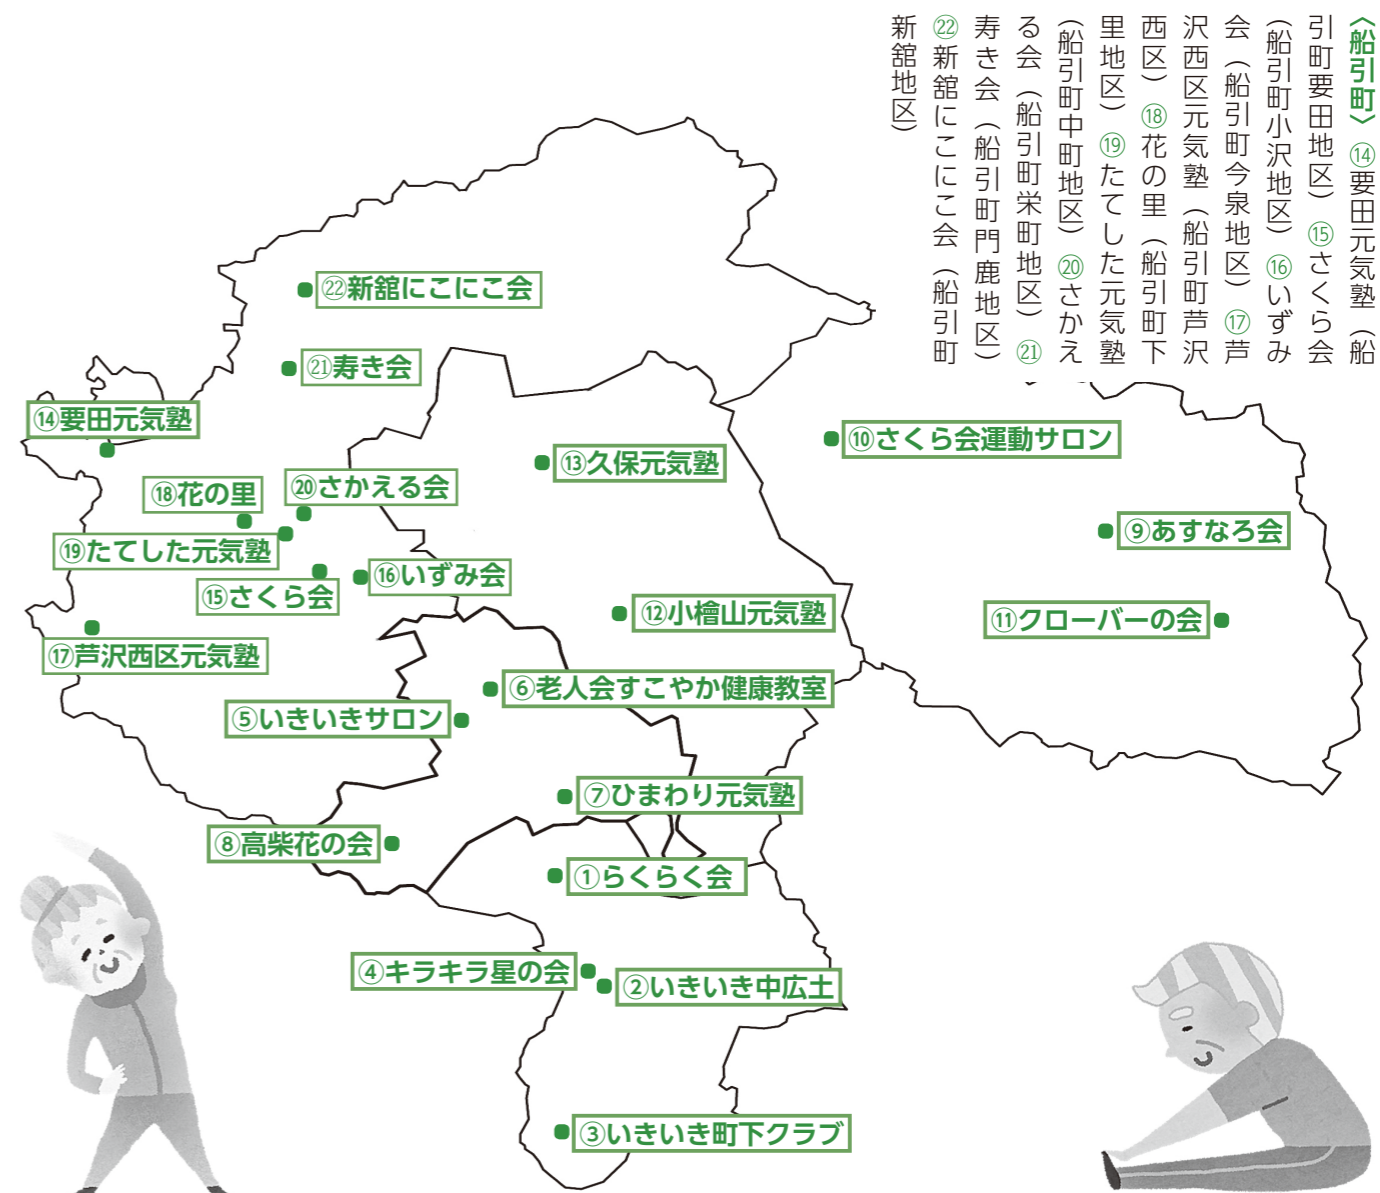 〈船引町〉⑭要田元気塾（船
引町要田地区）⑮さくら会
（船引町小沢地区）⑯いずみ
会（船引町今泉地区）⑰芦
沢西区元気塾（船引町芦沢
西区）⑱花の里（船引町下
里地区）⑲たてした元気塾
（船引町中町地区）⑳さかえ
る会（船引町栄町地区）㉑
寿き会（船引町門鹿地区）
㉒新舘にこにこ会（船引町
新舘地区）
㉒新舘にこにこ会
㉑寿き会
⑭要田元気塾
⑩さくら会運動サロン
⑬久保元気塾
⑳さかえる会
⑱花の里
⑨あすなろ会
⑲たてした元気塾
⑯いずみ会
⑮さくら会
⑫小檜山元気塾
⑪クローバーの会
⑰芦沢西区元気塾
⑥老人会すこやか健康教室
⑤いきいきサロン
⑦ひまわり元気塾
⑧高柴花の会
①らくらく会
④キラキラ星の会
②いきいき中広土
③いきいき町下クラブ